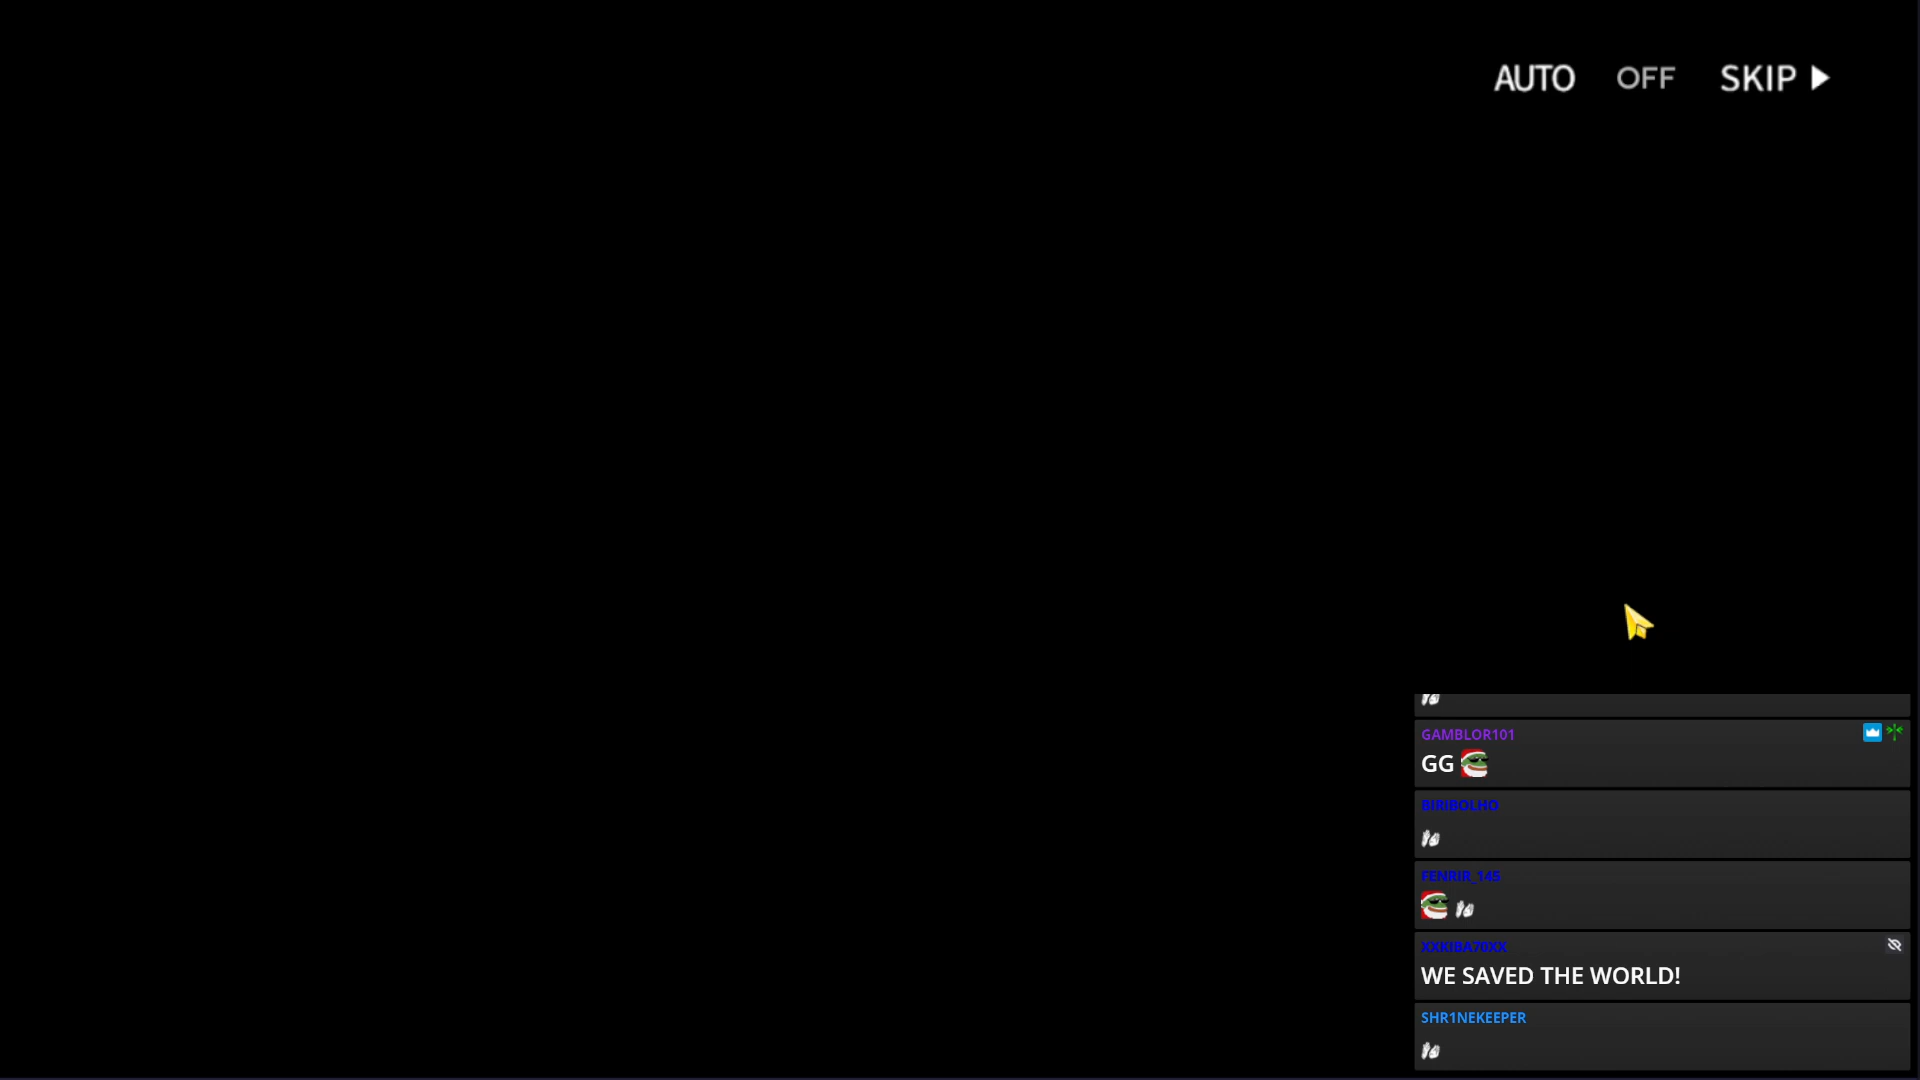 AUTO OFF SKIP
GAMBLOR101
GG
BIRIBOLHO
FENRIR_145
XXKIBA70XX
WE SAVED THE WORLD!
SHR1NEKEEPER